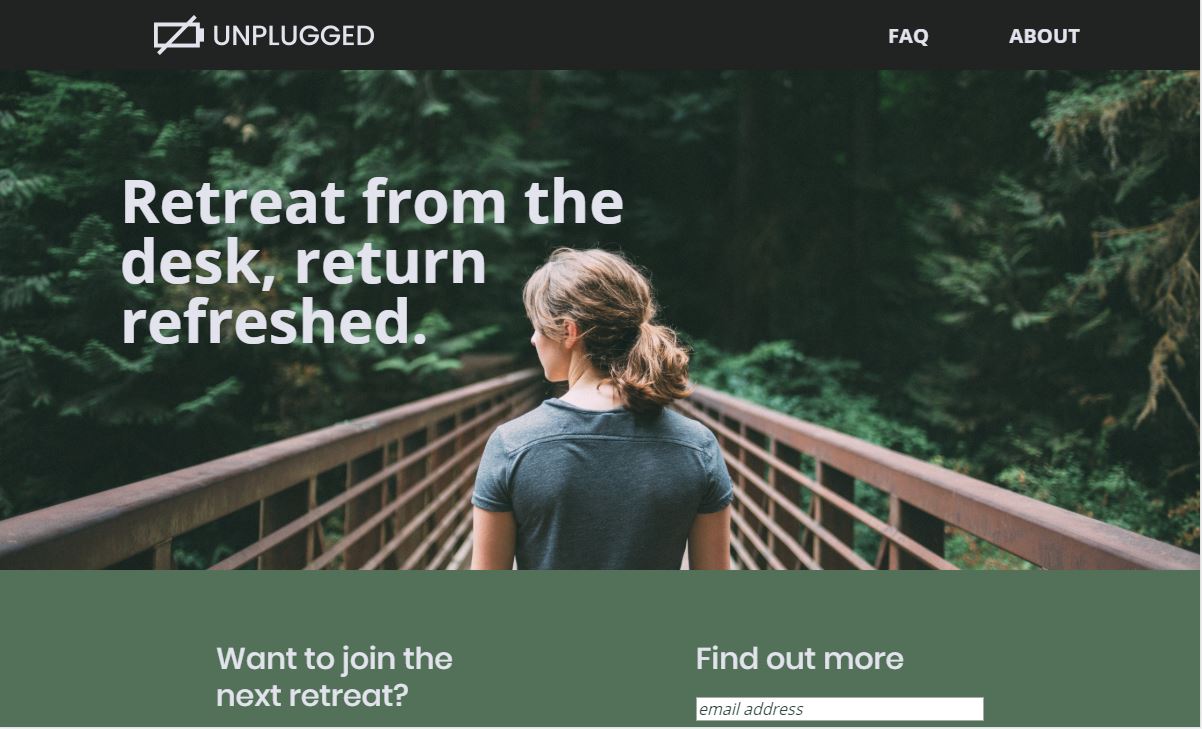 UNPLUGGED
FAQ
ABOUT
Retreat from the
desk, return
refreshed.
Want to join the
next retreat?
Find out more
email address